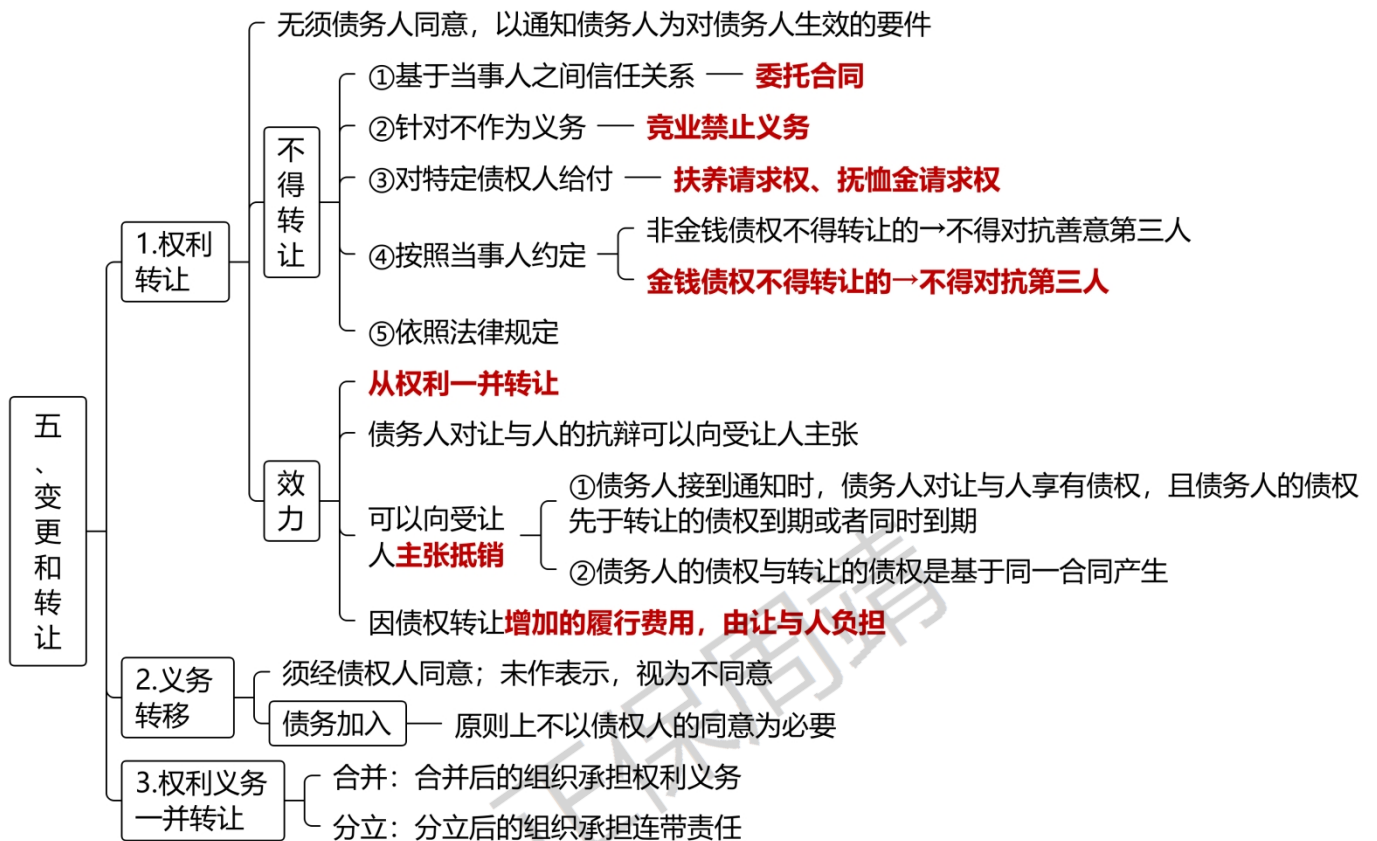 五、变更和转让
1.权利
转让
无须债务人同意，以通知债务人为对债务人生效的要件
不得转让
①基于当事人之间信任关系 — 委托合同
②针对不作为义务 — 竞业禁止义务
③对特定债权人给付 — 扶养请求权、抚恤金请求权
④按照当事人约定
非金钱债权不得转让的→不得对抗善意第三人
金钱债权不得转让的→不得对抗第三人
⑤依照法律规定
效力
从权利一并转让
债务人对让与人的抗辩可以向受让人主张
可以向受让
人主张抵销
①债务人接到通知时，债务人对让与人享有债权，且债务人的债权
先于转让的债权到期或者同时到期
②债务人的债权与转让的债权是基于同一合同产生
因债权转让增加的履行费用，由让与人负担
2.义务
转移
须经债权人同意；未作表示，视为不同意
债务加入 — 原则上不以债权人的同意为必要
3.权利义务
一并转让
合并：合并后的组织承担权利义务
分立：分立后的组织承担连带责任
正保周靖